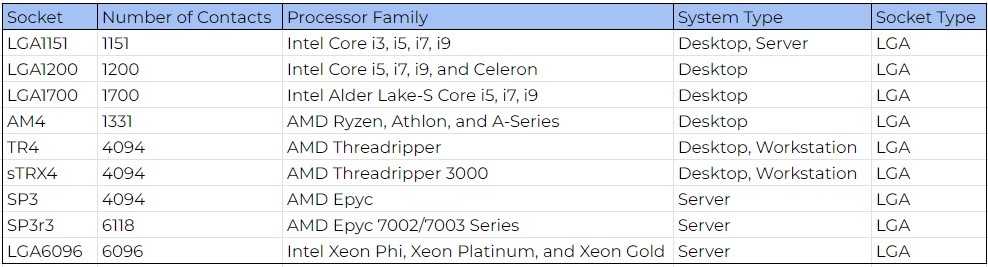 Socket Number of Contacts Processor Family System Type Socket Type
LGA1151 1151 Intel Core i3, i5, i7, i9 Desktop, Server LGA
LGA1200 1200 Intel Core i5, i7, i9, and Celeron Desktop LGA
LGA1700 1700 Intel Alder Lake-S Core i5, i7, i9 Desktop LGA
AM4 1331 AMD Ryzen, Athlon, and A-Series Desktop LGA
TR4 4094 AMD Threadripper Desktop, Workstation LGA
sTRX4 4094 AMD Threadripper 3000 Desktop, Workstation LGA
SP3 4094 AMD Epyc Server LGA
SP3r3 6118 AMD Epyc 7002/7003 Series Server LGA
LGA6096 6096 Intel Xeon Phi, Xeon Platinum, and Xeon Gold Server LGA